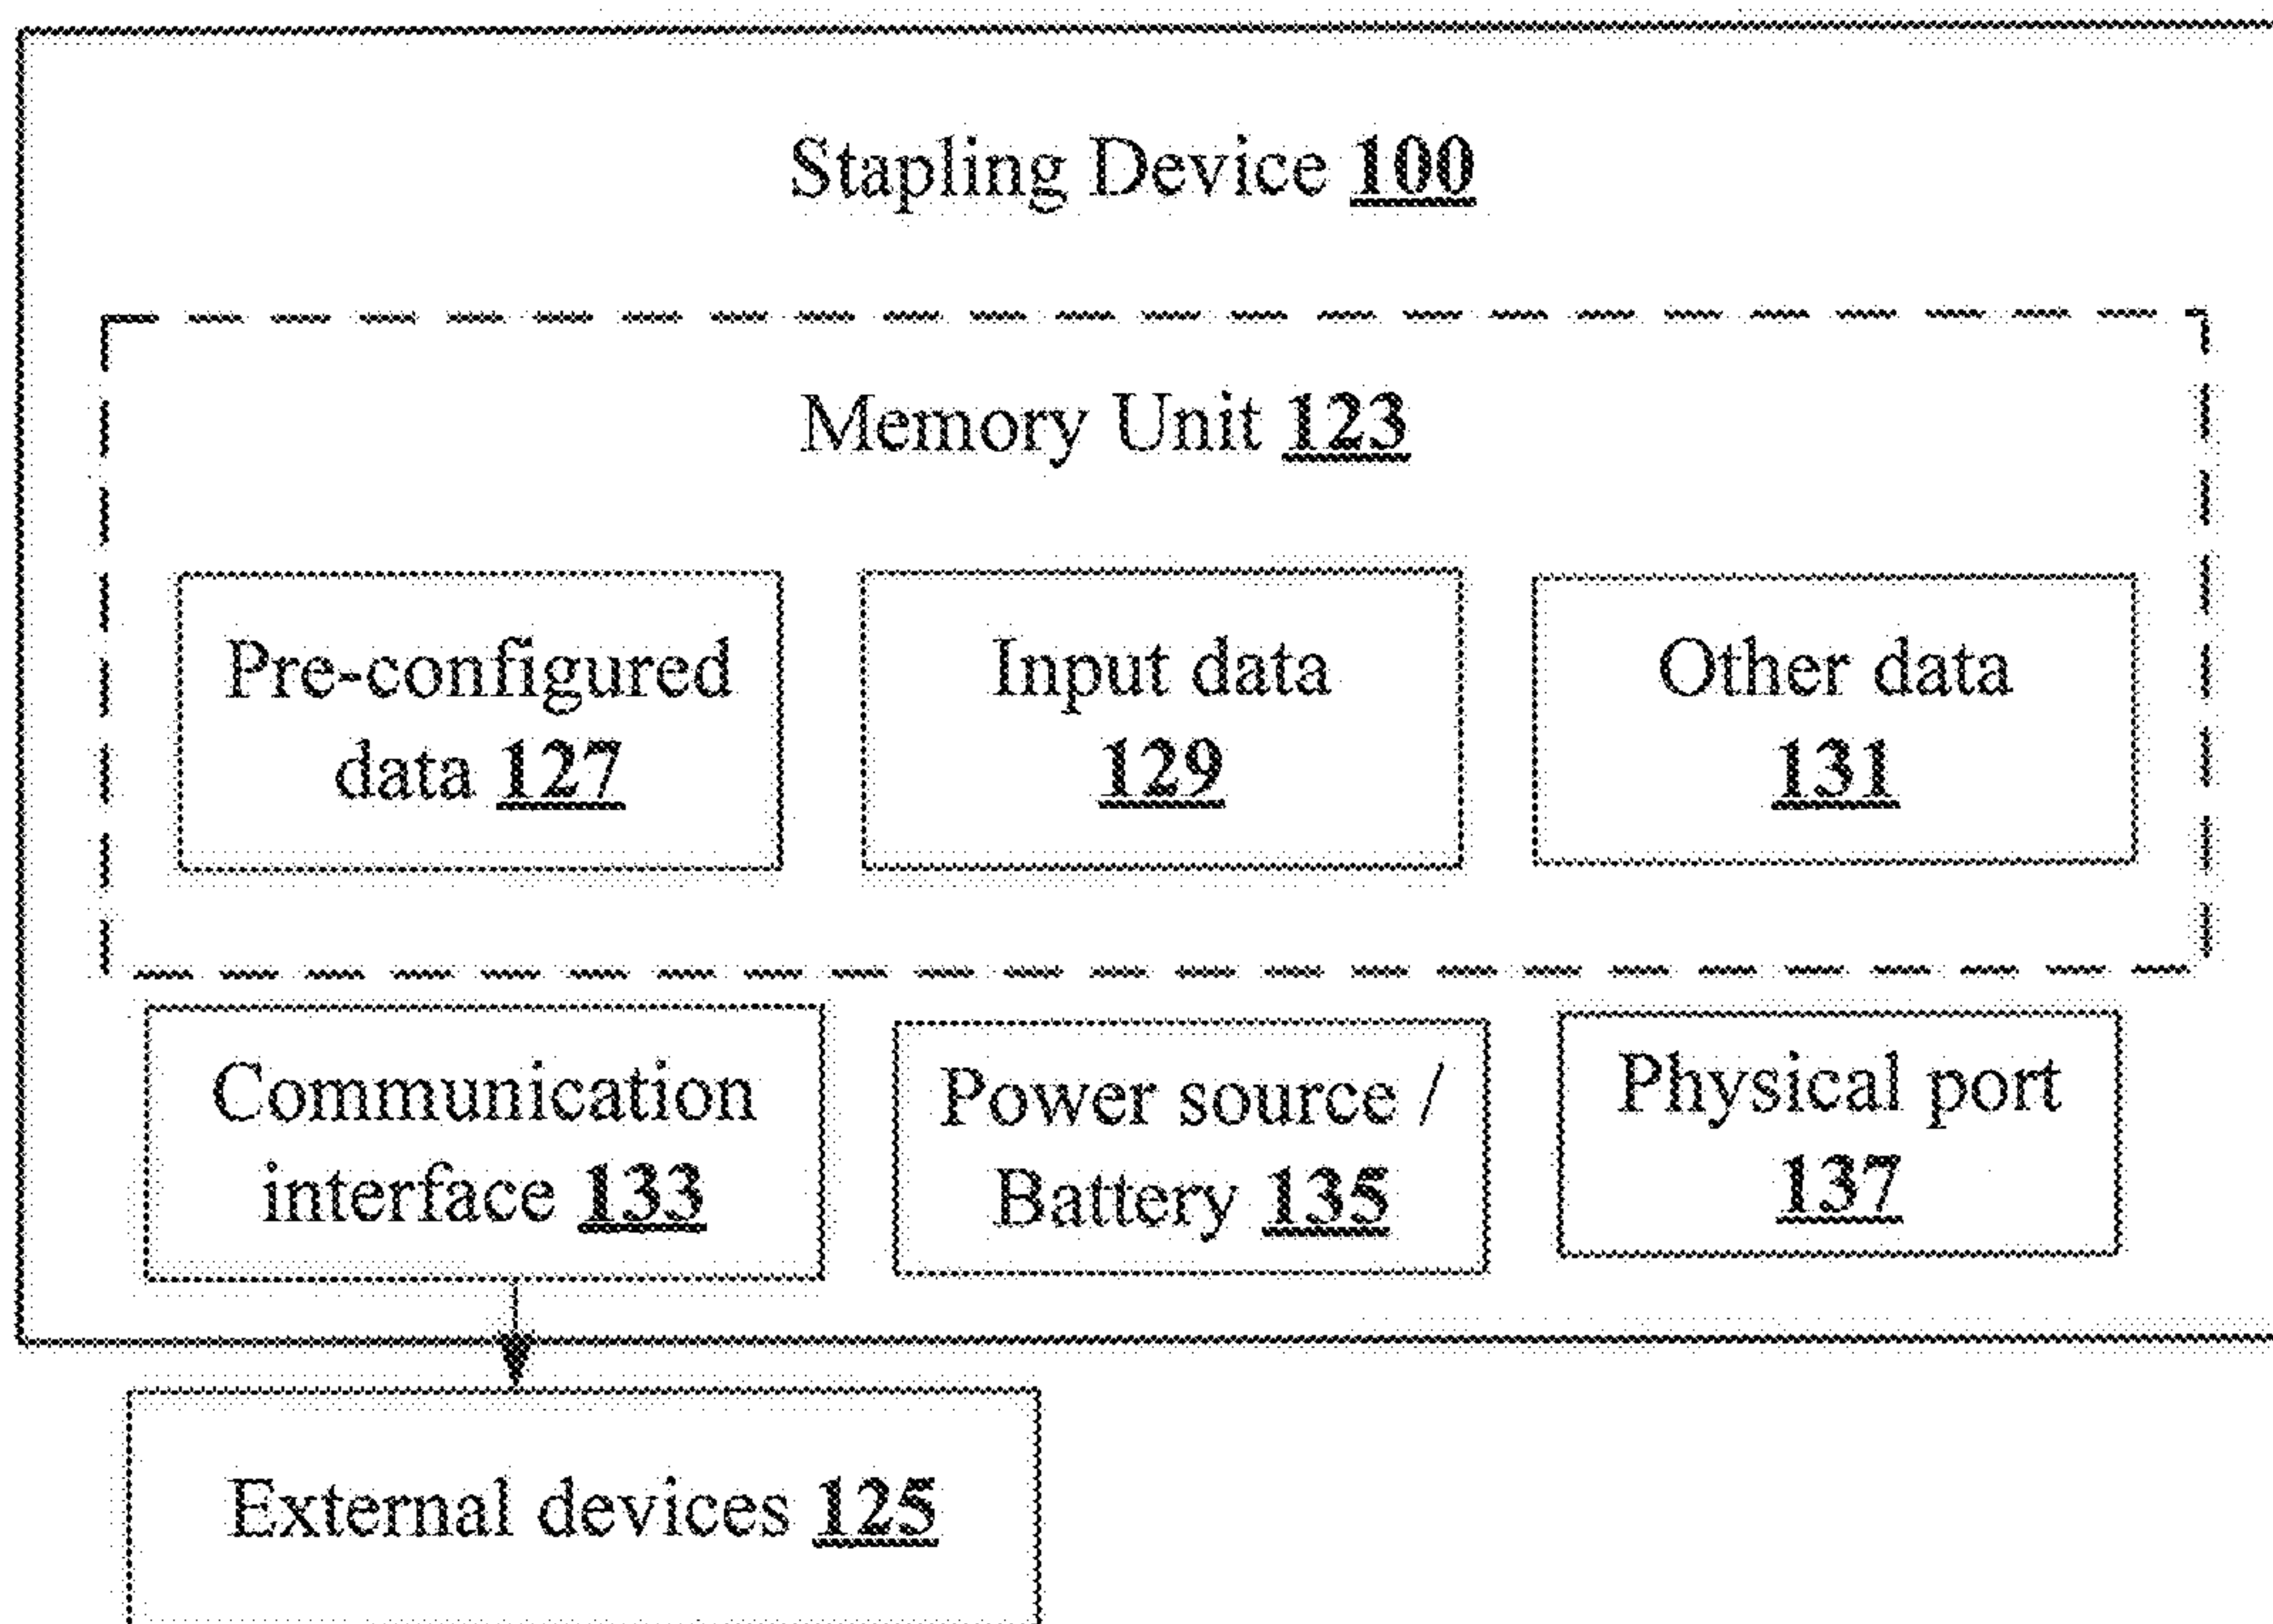 Stapling Device 100
Memory Unit 123
Pre-configured
data 127
Input data
129
Other data
131
Communication
interface 133
Power source /
Battery 135
Physical port
137
External devices 125